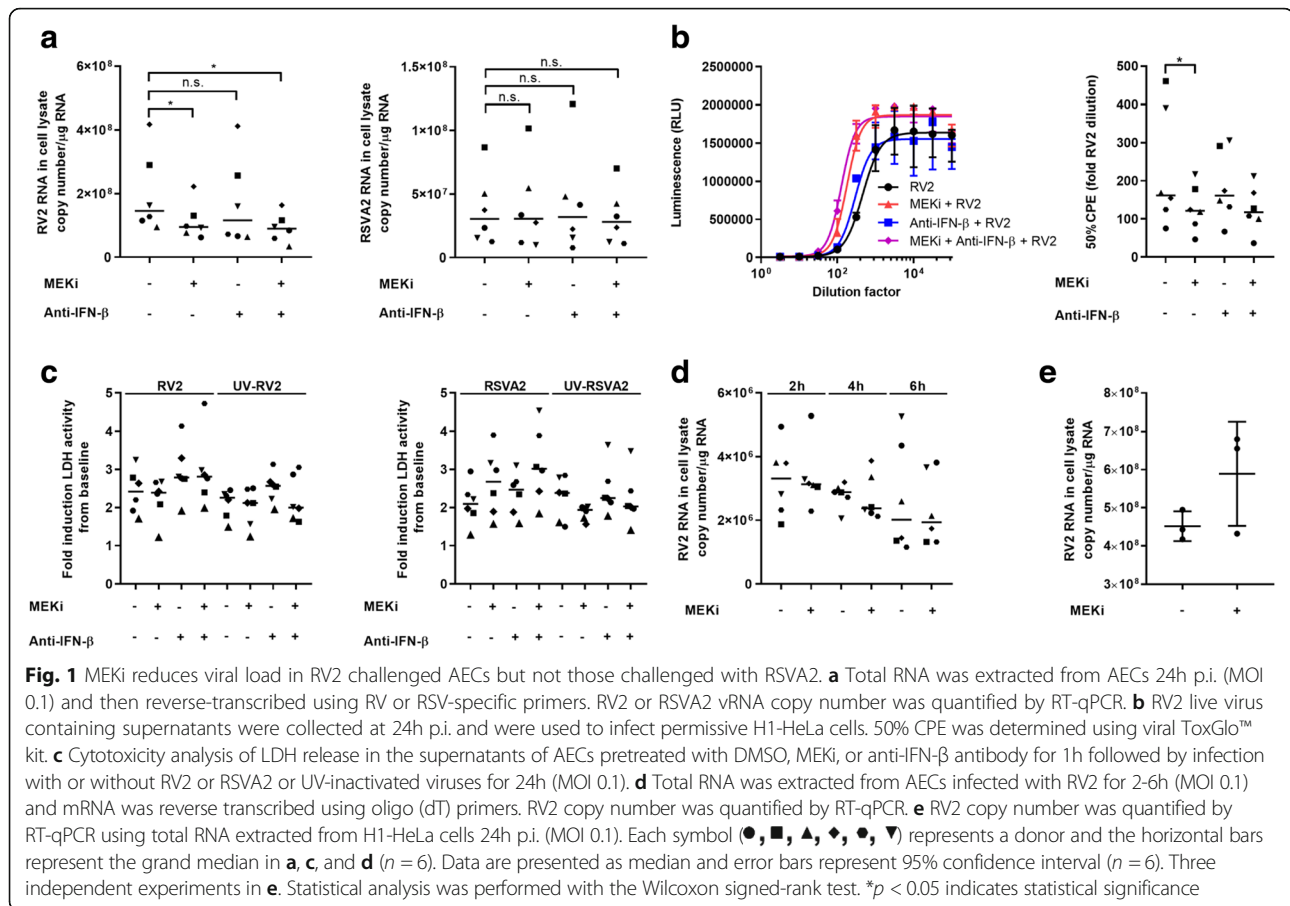 a
RV2 RNA in cell lysate
copy number/μg RNA
6×10⁸
4×10⁸
2×10⁸
0
*
n.s.
*
MEKi - + - +
Anti-IFN-β - - + +
RSVA2 RNA in cell lysate
copy number/μg RNA
1.5×10⁸
1×10⁸
5×10⁷
0
n.s.
n.s.
n.s.
MEKi - + - +
Anti-IFN-β - - + +
b
Luminescence (RLU)
2500000
2000000
1500000
1000000
500000
0
10⁰ 10² 10⁴
Dilution factor
RV2
MEKi + RV2
Anti-IFN-β + RV2
MEKi + Anti-IFN-β + RV2
50% CPE (fold RV2 dilution)
500
400
300
200
100
0
*
MEKi - + - +
Anti-IFN-β - - + +
c
RV2 UV-RV2
Fold induction LDH activity
from baseline
5
4
3
2
1
0
MEKi - + - + - + - +
Anti-IFN-β - - + + - - + +
RSVA2 UV-RSVA2
Fold induction LDH activity
from baseline
5
4
3
2
1
0
MEKi - + - + - + - +
Anti-IFN-β - - + + - - + +
d
2h 4h 6h
RV2 RNA in cell lysate
copy number/μg RNA
6×10⁶
4×10⁶
2×10⁶
0
MEKi - + - + - +
e
RV2 RNA in cell lysate
copy number/μg RNA
8×10⁸
7×10⁸
6×10⁸
5×10⁸
4×10⁸
3×10⁸
MEKi - +
Fig. 1 MEKi reduces viral load in RV2 challenged AECs but not those challenged with RSVA2. a Total RNA was extracted from AECs 24h p.i. (MOI
0.1) and then reverse-transcribed using RV or RSV-specific primers. RV2 or RSVA2 vRNA copy number was quantified by RT-qPCR. b RV2 live virus
containing supernatants were collected at 24h p.i. and were used to infect permissive H1-HeLa cells. 50% CPE was determined using viral ToxGlo™
kit. c Cytotoxicity analysis of LDH release in the supernatants of AECs pretreated with DMSO, MEKi, or anti-IFN-β antibody for 1h followed by infection
with or without RV2 or RSVA2 or UV-inactivated viruses for 24h (MOI 0.1). d Total RNA was extracted from AECs infected with RV2 for 2-6h (MOI 0.1)
and mRNA was reverse transcribed using oligo (dT) primers. RV2 copy number was quantified by RT-qPCR. e RV2 copy number was quantified by
RT-qPCR using total RNA extracted from H1-HeLa cells 24h p.i. (MOI 0.1). Each symbol (●, ■, ▲, ◆, ⬣, ▼) represents a donor and the horizontal bars
represent the grand median in a, c, and d (n = 6). Data are presented as median and error bars represent 95% confidence interval (n = 6). Three
independent experiments in e. Statistical analysis was performed with the Wilcoxon signed-rank test. *p < 0.05 indicates statistical significance